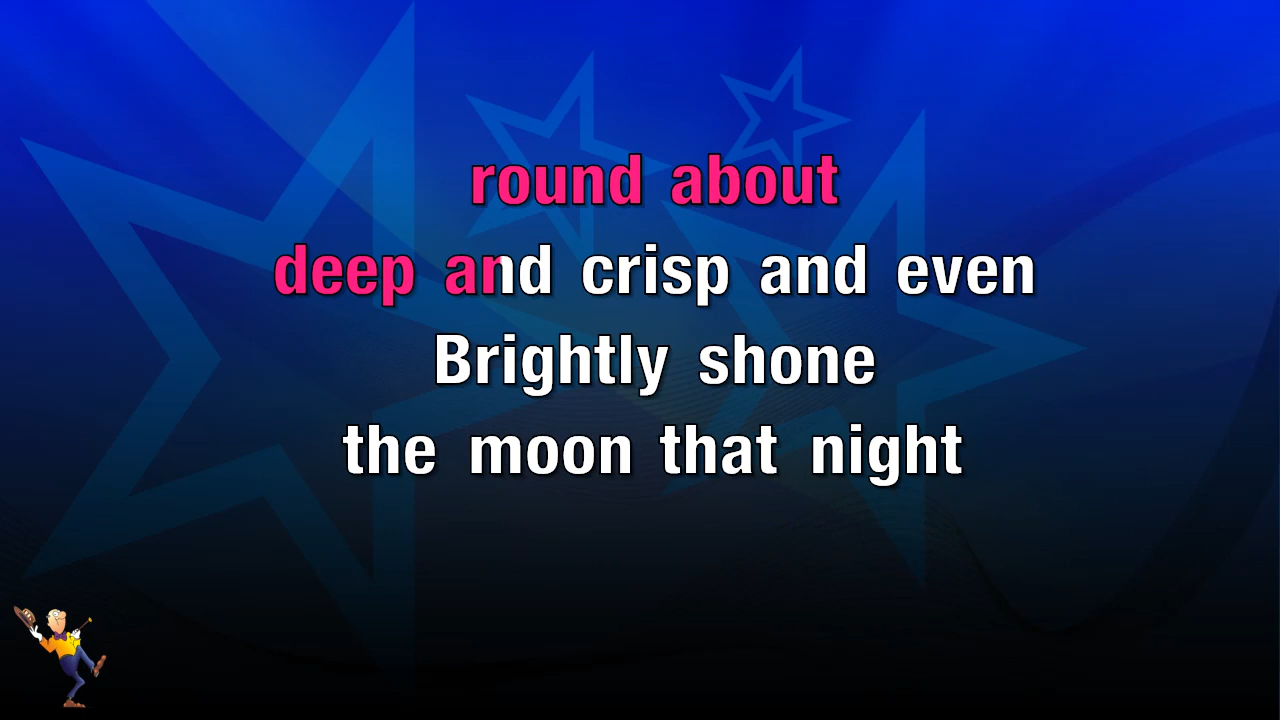 round about
deep and crisp and even
Brightly shone
the moon that night